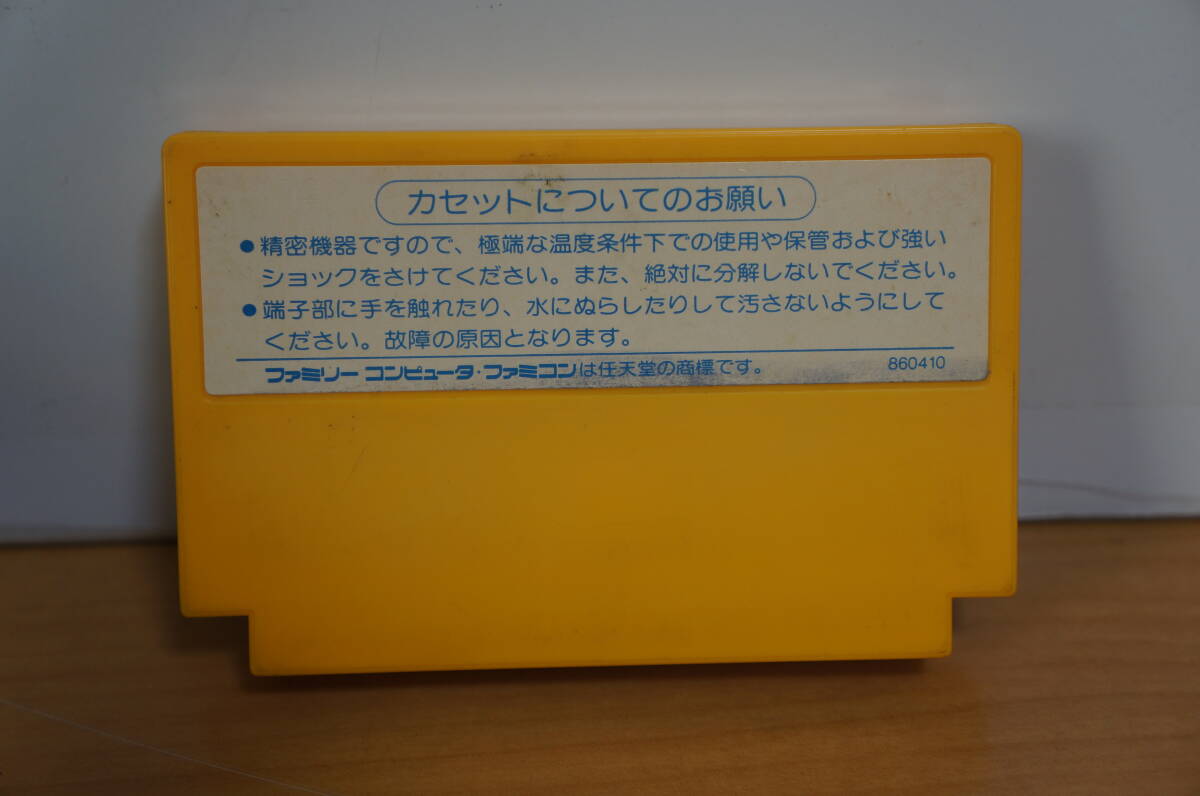 カセットについてのお願い
●精密機器ですので、極端な温度条件下での使用や保管および強い
ショックをさけてください。また、絶対に分解しないでください。
●端子部に手を触れたり、水にぬらしたりして汚さないようにして
ください。故障の原因となります。
ファミリー コンピュータ・ファミコンは任天堂の商標です。 860410